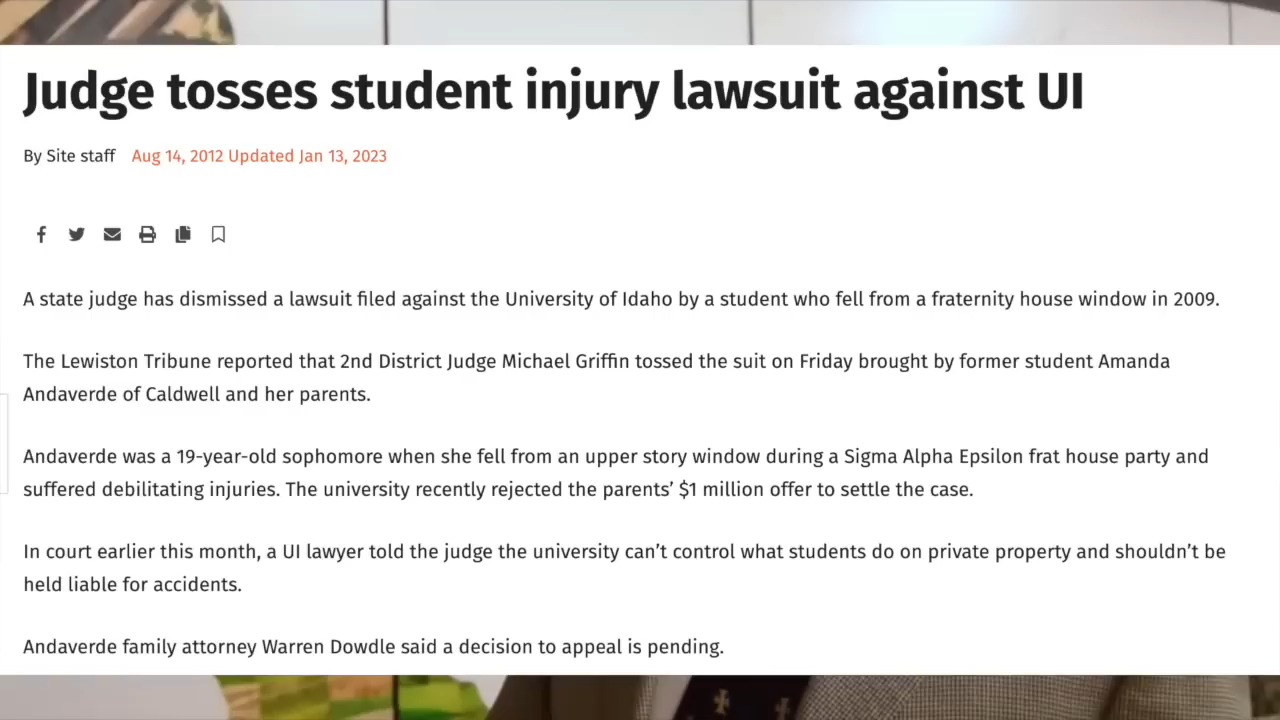 Judge tosses student injury lawsuit against UI
By Site staff Aug 14, 2012 Updated Jan 13, 2023
A state judge has dismissed a lawsuit filed against the University of Idaho by a student who fell from a fraternity house window in 2009.
The Lewiston Tribune reported that 2nd District Judge Michael Griffin tossed the suit on Friday brought by former student Amanda
Andaverde of Caldwell and her parents.
Andaverde was a 19-year-old sophomore when she fell from an upper story window during a Sigma Alpha Epsilon frat house party and
suffered debilitating injuries. The university recently rejected the parents’ $1 million offer to settle the case.
In court earlier this month, a UI lawyer told the judge the university can’t control what students do on private property and shouldn’t be
held liable for accidents.
Andaverde family attorney Warren Dowdle said a decision to appeal is pending.